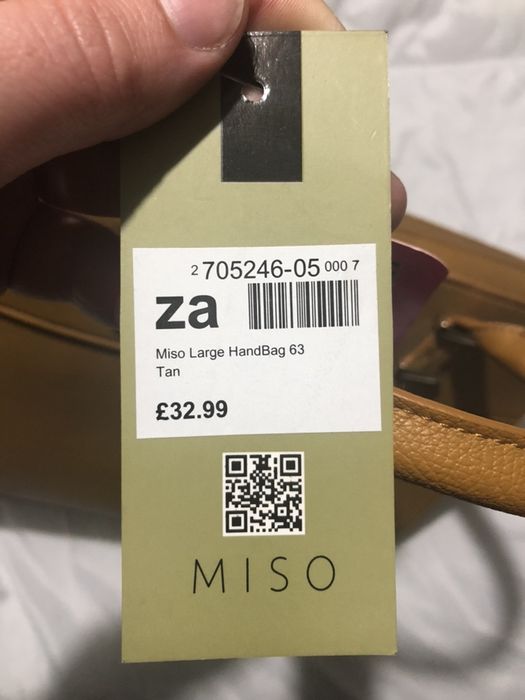 2 705246-05 000 7
za
Miso Large HandBag 63
Tan
£32.99
MISO